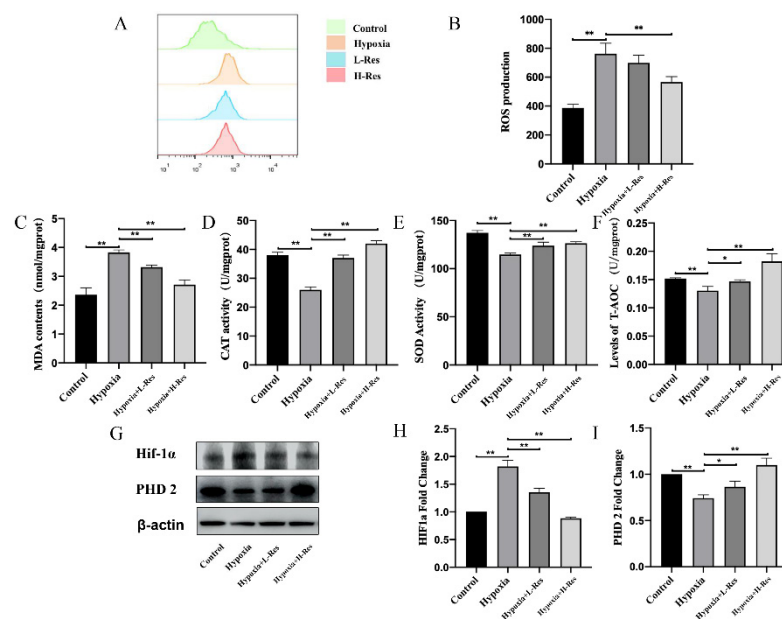 A
Control
Hypoxia
L-Res
H-Res
10¹ 10² 10³ 10⁴
B
ROS production
1000
800
600
400
200
0
** **
Control
Hypoxia
Hypoxia+L-Res
Hypoxia+H-Res
C
MDA contents (nmol/mgprot)
5
4
3
2
1
0
**
** **
Control
Hypoxia
Hypoxia+L-Res
Hypoxia+H-Res
D
CAT activity (U/mgprot)
50
40
30
20
10
0
**
** **
Control
Hypoxia
Hypoxia+L-Res
Hypoxia+H-Res
E
SOD Activity (U/mgprot)
150
100
50
0
** **
**
Control
Hypoxia
Hypoxia+L-Res
Hypoxia+H-Res
F
Levels of T-AOC (U/mgprot)
0.25
0.20
0.15
0.10
0.05
0.00
**
** *
Control
Hypoxia
Hypoxia+L-Res
Hypoxia+H-Res
G
Hif-1α
PHD 2
β-actin
Control
Hypoxia
Hypoxia+L-Res
Hypoxia+H-Res
H
HIF1a Fold Change
2.5
2.0
1.5
1.0
0.5
0.0
**
** **
Control
Hypoxia
Hypoxia+L-Res
Hypoxia+H-Res
I
PHD 2 Fold Change
1.5
1.0
0.5
0.0
**
** *
Control
Hypoxia
Hypoxia+L-Res
Hypoxia+H-Res